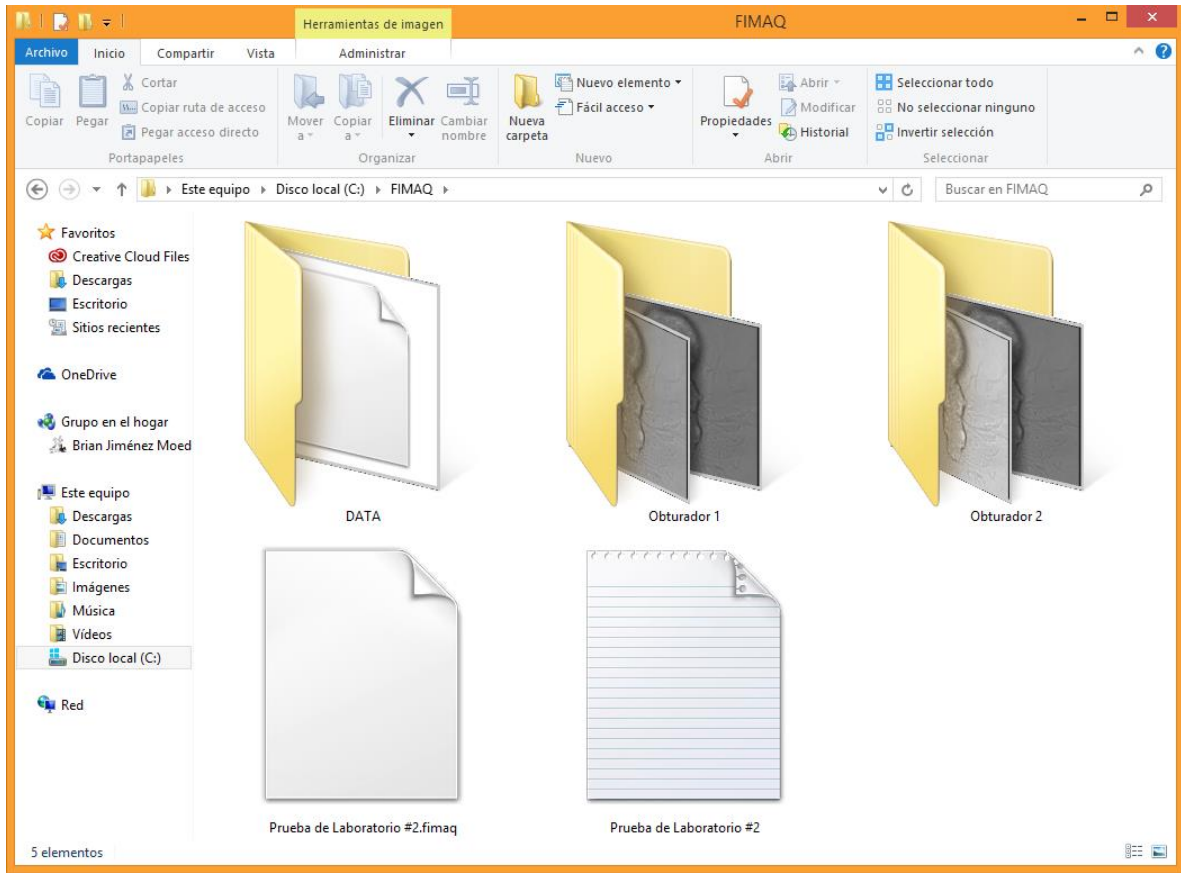 Herramientas de imagen
FIMAQ
Archivo Inicio Compartir Vista Administrar
Copiar
Pegar
Cortar
Copiar ruta de acceso
Pegar acceso directo
Portapapeles
Mover a
Copiar a
Eliminar
Cambiar nombre
Organizar
Nueva carpeta
Nuevo elemento
Fácil acceso
Nuevo
Propiedades
Abrir
Modificar
Historial
Abrir
Seleccionar todo
No seleccionar ninguno
Invertir selección
Seleccionar
Este equipo Disco local (C:) FIMAQ
Buscar en FIMAQ
Favoritos
Creative Cloud Files
Descargas
Escritorio
Sitios recientes
OneDrive
Grupo en el hogar
Brian Jiménez Moed
Este equipo
Descargas
Documentos
Escritorio
Imágenes
Música
Vídeos
Disco local (C:)
Red
DATA
Obturador 1
Obturador 2
Prueba de Laboratorio #2.fimaq
Prueba de Laboratorio #2
5 elementos